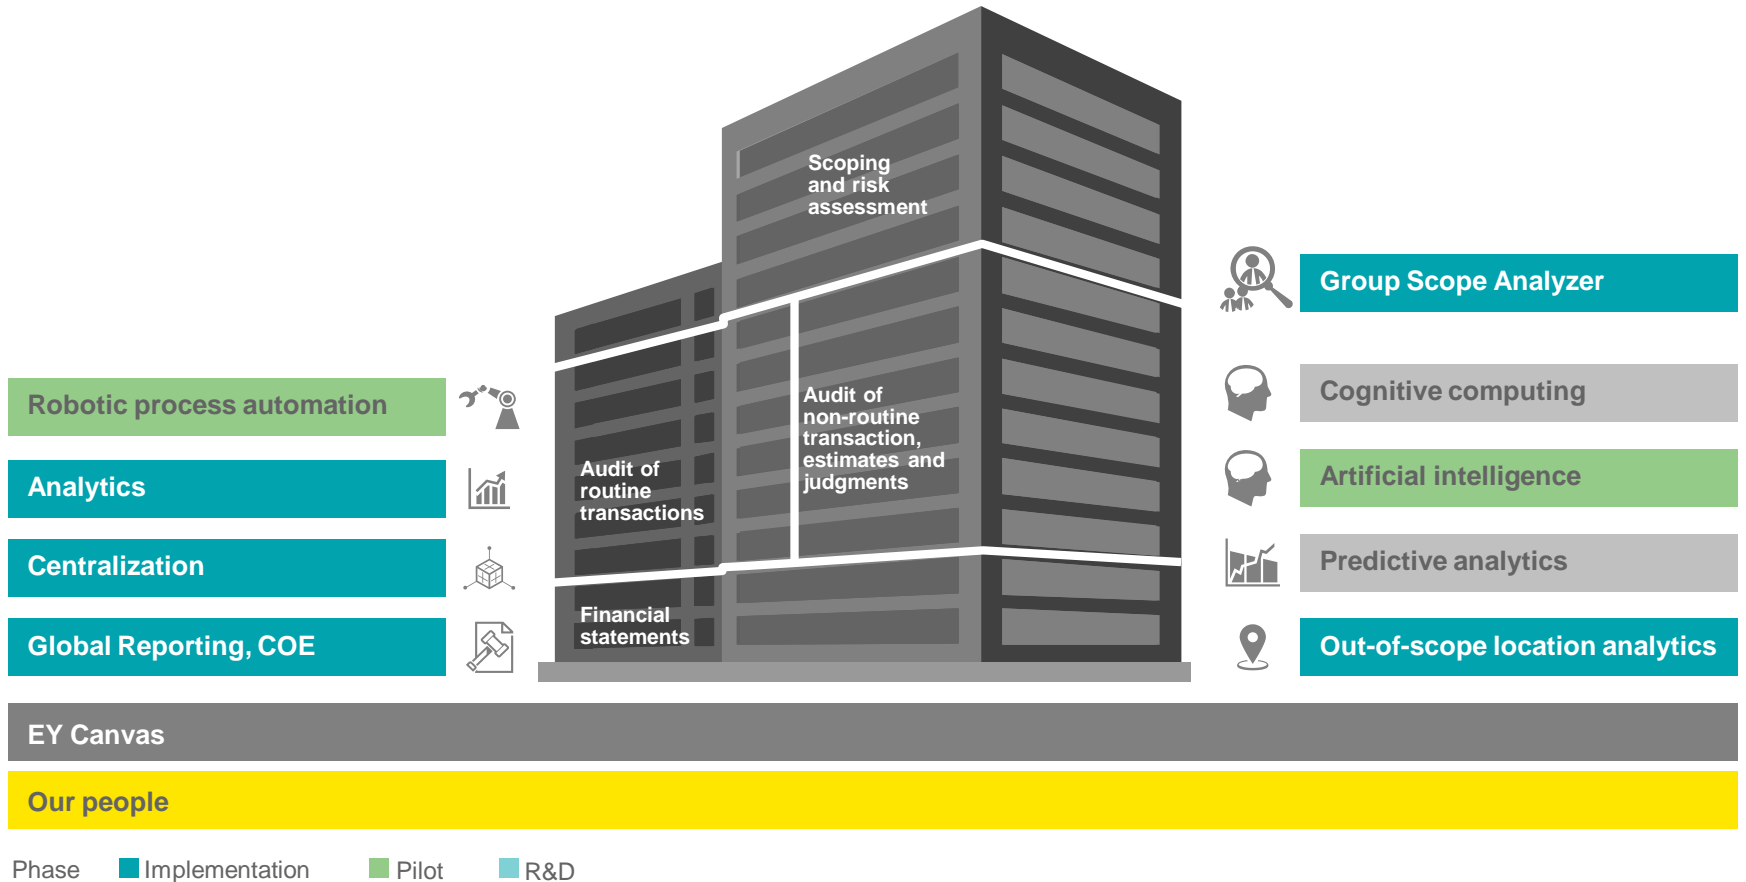 Scoping
and risk
assessment
Group Scope Analyzer
Robotic process automation
Cognitive computing
Audit of
non-routine
transaction,
estimates and
judgments
Audit of
routine
transactions
Analytics
Artificial intelligence
Centralization
Predictive analytics
Financial
statements
Global Reporting, COE
Out-of-scope location analytics
EY Canvas
Our people
Phase Implementation Pilot R&D